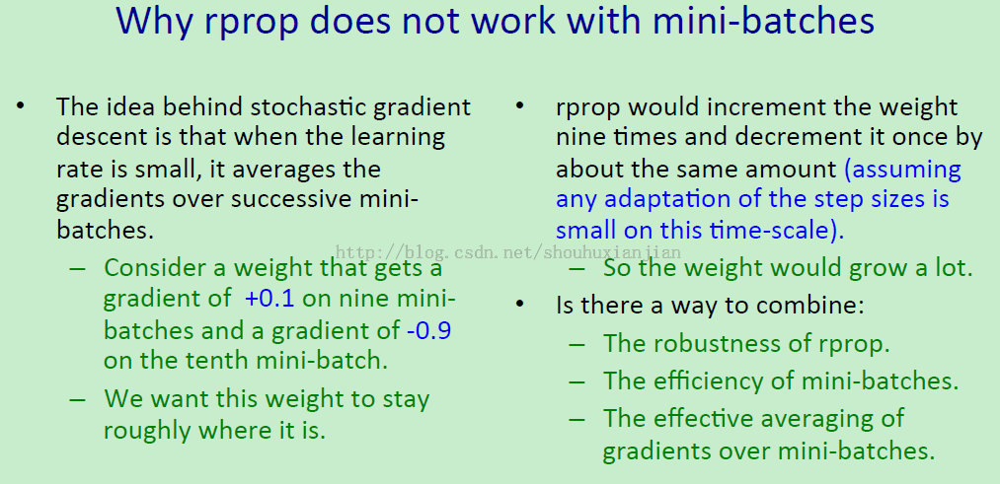 Why rprop does not work with mini-batches
• The idea behind stochastic gradient
descent is that when the learning
rate is small, it averages the
gradients over successive mini-
batches.
– Consider a weight that gets a
gradient of +0.1 on nine mini-
batches and a gradient of -0.9
on the tenth mini-batch.
– We want this weight to stay
roughly where it is.
• rprop would increment the weight
nine times and decrement it once by
about the same amount (assuming
any adaptation of the step sizes is
small on this time-scale).
– So the weight would grow a lot.
• Is there a way to combine:
– The robustness of rprop.
– The efficiency of mini-batches.
– The effective averaging of
gradients over mini-batches.
http://blog.csdn.net/shouhuxianjian